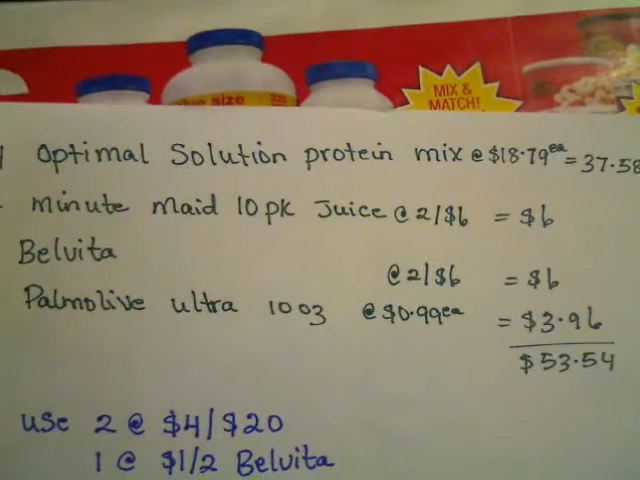 value size
MIX &
MATCH!
Optimal Solution protein mix @ $18.79ea = 37.58
minute maid 10pk Juice @ 2/$6 = $6
Belvita @ 2/$6 = $6
Palmolive ultra 10oz @ $0.99ea = $3.96
$53.54
use 2 @ $4/$20
1 @ $1/2 Belvita